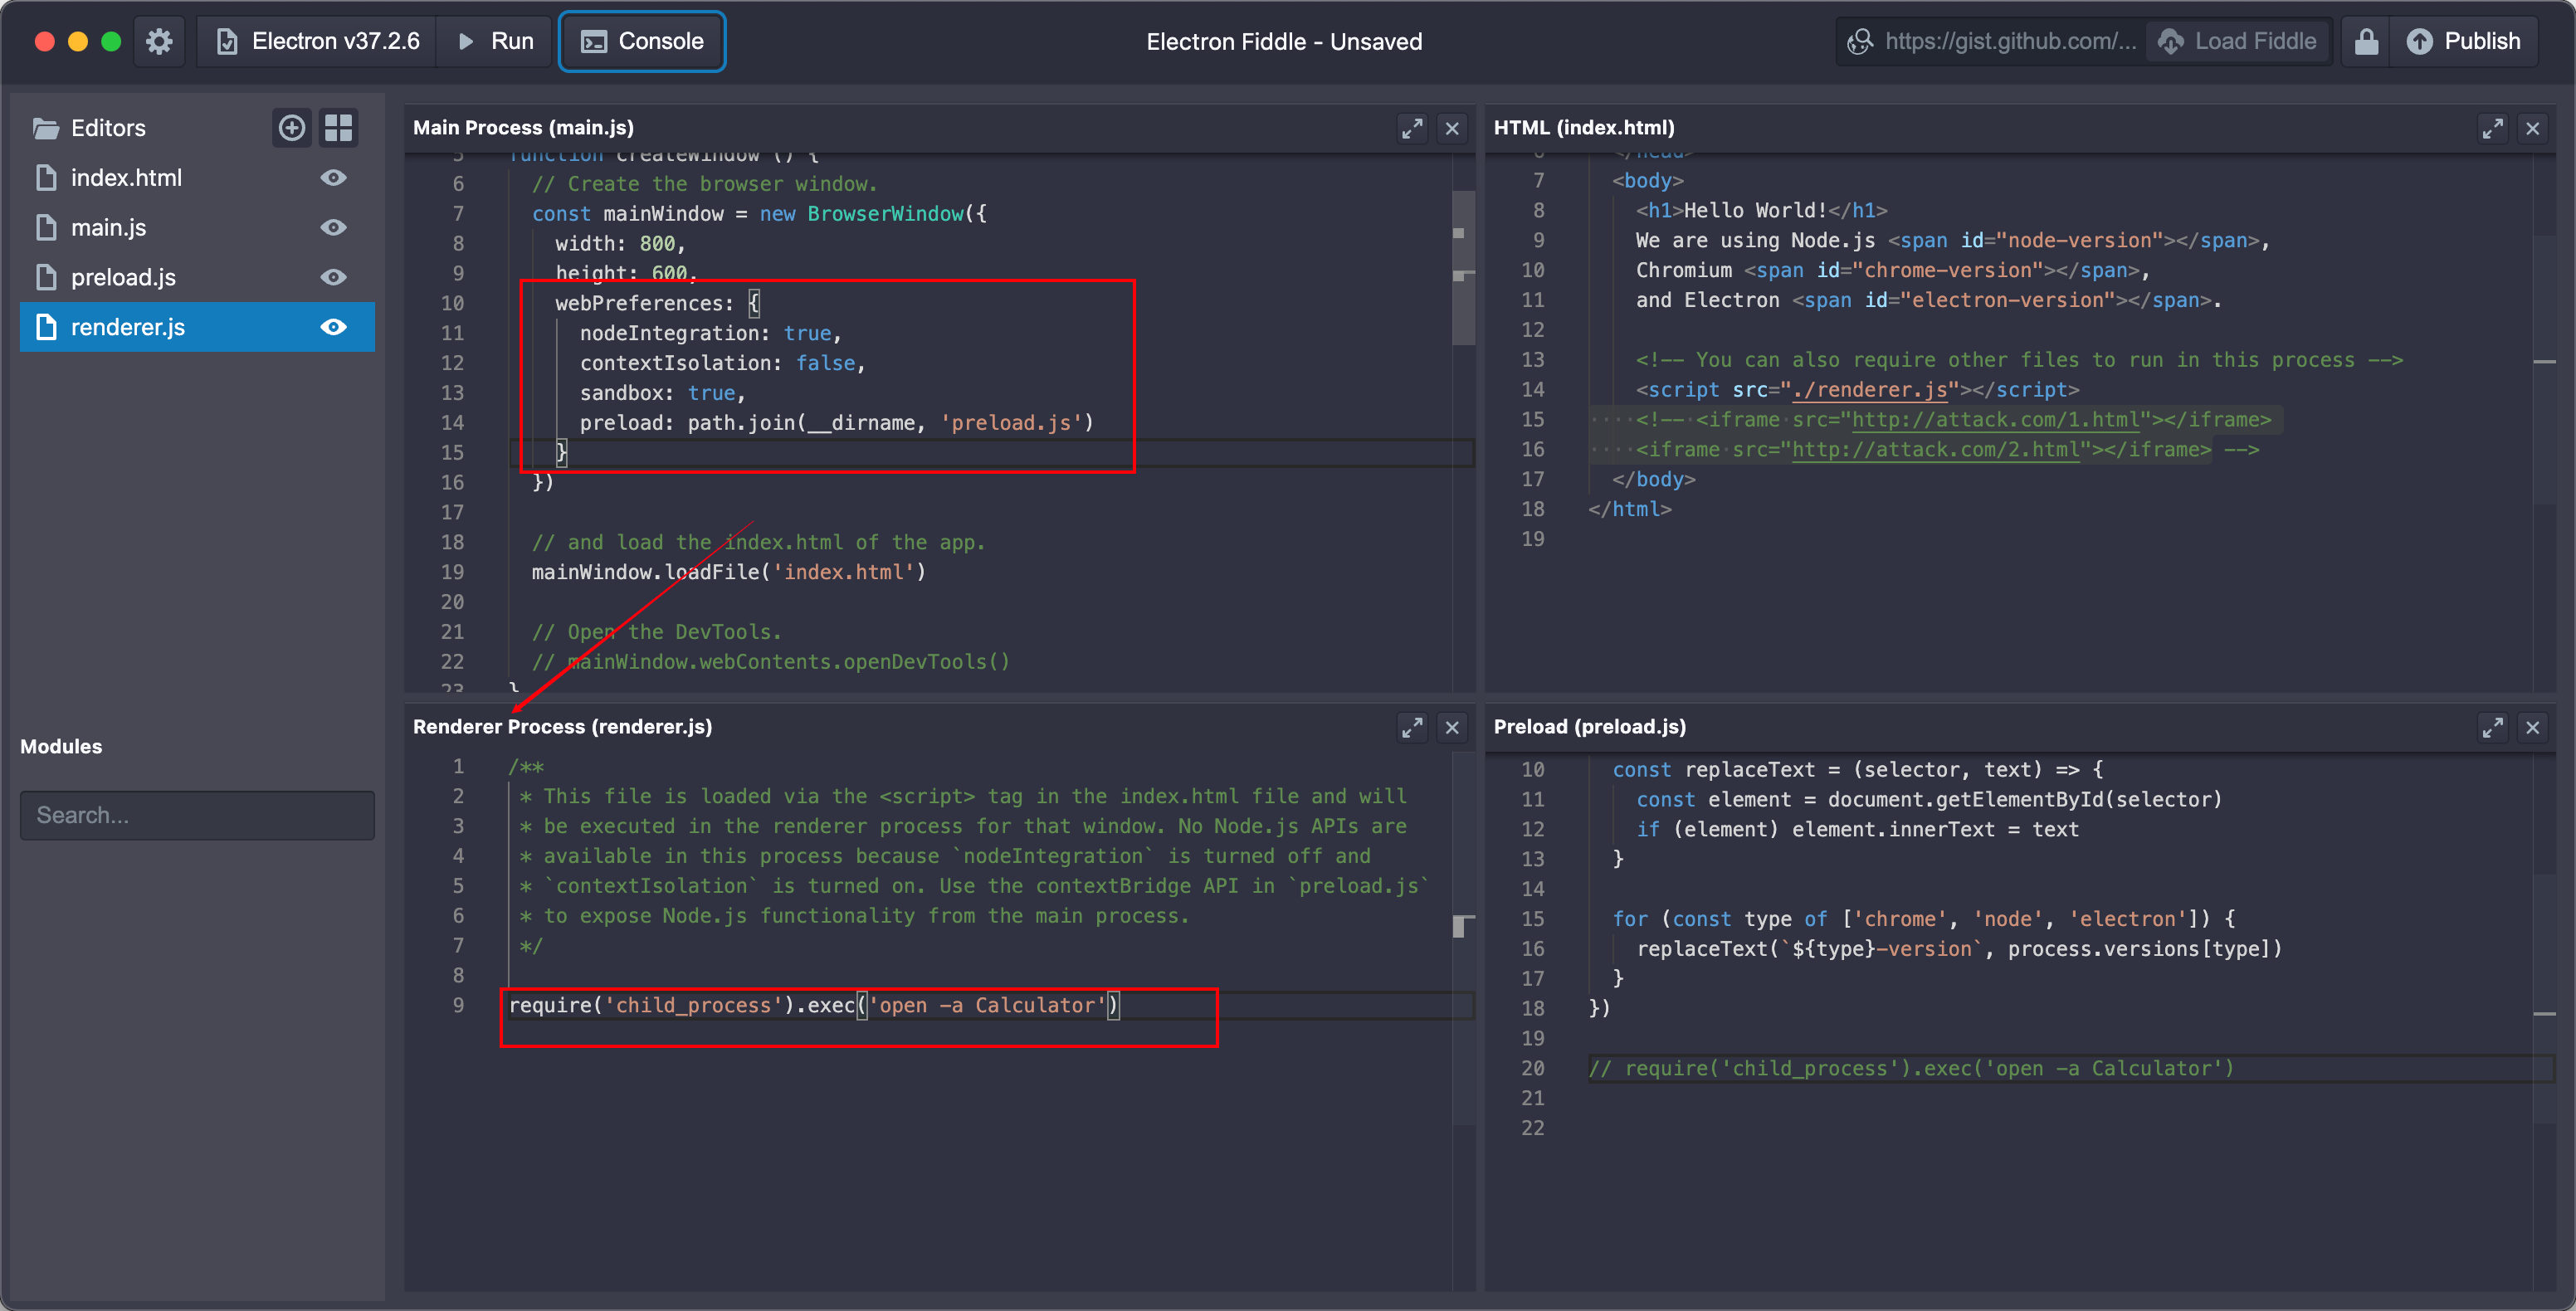 Electron v37.2.6
Run
Console
Electron Fiddle - Unsaved
https://gist.github.com/...
Load Fiddle
Publish
Editors
index.html
main.js
preload.js
renderer.js
Modules
Search...
Main Process (main.js)
5 function createWindow () {
6 // Create the browser window.
7 const mainWindow = new BrowserWindow({
8 width: 800,
9 height: 600,
10 webPreferences: {
11 nodeIntegration: true,
12 contextIsolation: false,
13 sandbox: true,
14 preload: path.join(__dirname, 'preload.js')
15 }
16 })
17
18 // and load the index.html of the app.
19 mainWindow.loadFile('index.html')
20
21 // Open the DevTools.
22 // mainWindow.webContents.openDevTools()
23 }
HTML (index.html)
6 </head>
7 <body>
8 <h1>Hello World!</h1>
9 We are using Node.js <span id="node-version"></span>,
10 Chromium <span id="chrome-version"></span>,
11 and Electron <span id="electron-version"></span>.
12
13 <!-- You can also require other files to run in this process -->
14 <script src="./renderer.js"></script>
15 <!-- <iframe src="http://attack.com/1.html"></iframe>
16 <iframe src="http://attack.com/2.html"></iframe> -->
17 </body>
18 </html>
19
Renderer Process (renderer.js)
1 /**
2 * This file is loaded via the <script> tag in the index.html file and will
3 * be executed in the renderer process for that window. No Node.js APIs are
4 * available in this process because `nodeIntegration` is turned off and
5 * `contextIsolation` is turned on. Use the contextBridge API in `preload.js`
6 * to expose Node.js functionality from the main process.
7 */
8
9 require('child_process').exec('open -a Calculator')
Preload (preload.js)
10 const replaceText = (selector, text) => {
11 const element = document.getElementById(selector)
12 if (element) element.innerText = text
13 }
14
15 for (const type of ['chrome', 'node', 'electron']) {
16 replaceText(`${type}-version`, process.versions[type])
17 }
18 })
19
20 // require('child_process').exec('open -a Calculator')
21
22